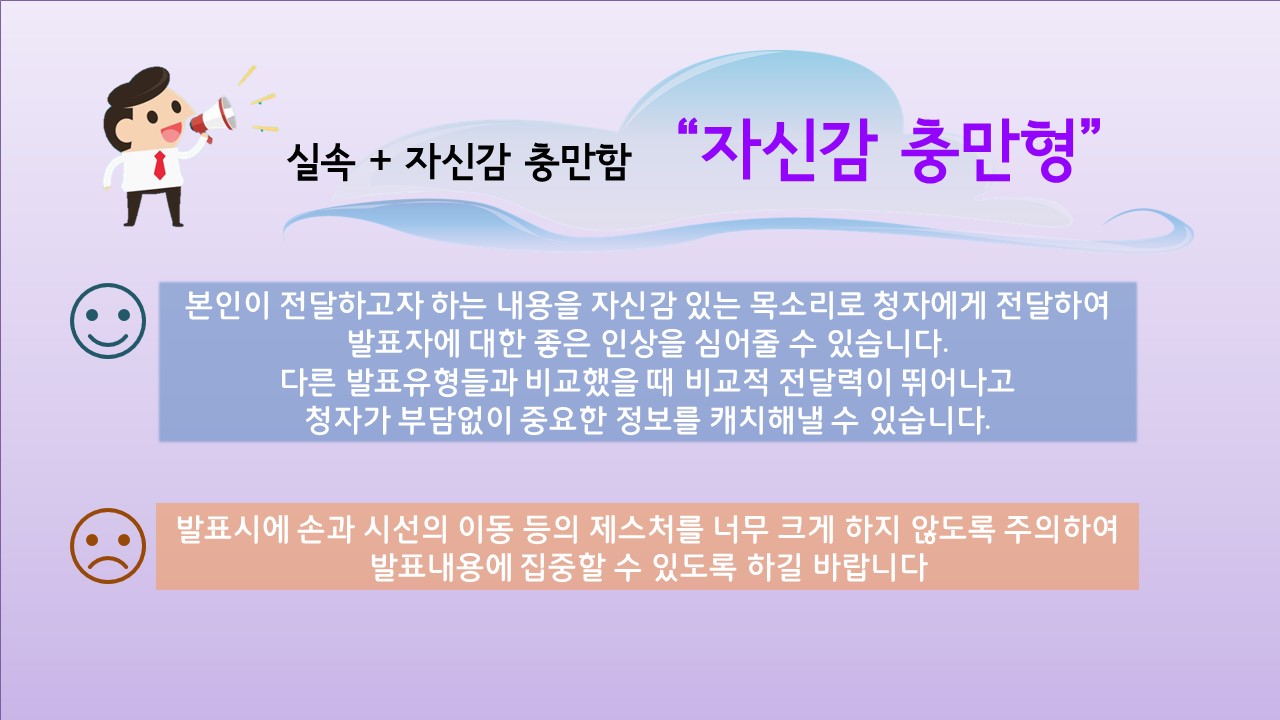 실속 + 자신감 충만함 “자신감 충만형”
본인이 전달하고자 하는 내용을 자신감 있는 목소리로 청자에게 전달하여
발표자에 대한 좋은 인상을 심어줄 수 있습니다.
다른 발표유형들과 비교했을 때 비교적 전달력이 뛰어나고
청자가 부담없이 중요한 정보를 캐치해낼 수 있습니다.
발표시에 손과 시선의 이동 등의 제스처를 너무 크게 하지 않도록 주의하여
발표내용에 집중할 수 있도록 하길 바랍니다